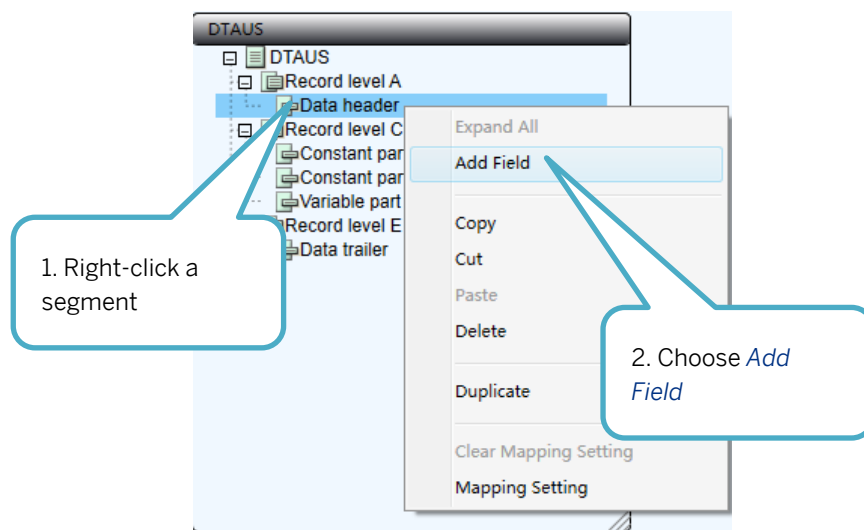 DTAUS
DTAUS
Record level A
Data header
Record level C
Constant par
Constant par
Variable part
Record level E
Data trailer
Expand All
Add Field
Copy
Cut
Paste
Delete
Duplicate
Clear Mapping Setting
Mapping Setting
1. Right-click a
segment
2. Choose Add
Field